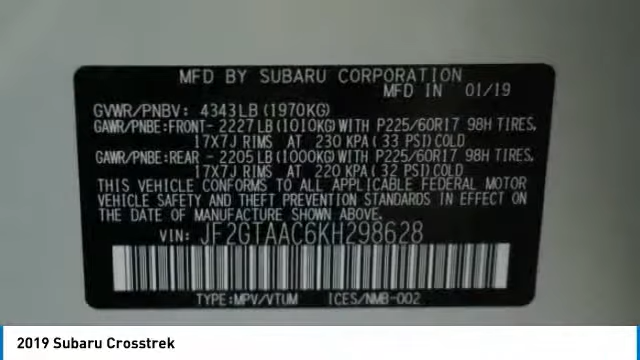 MFD BY SUBARU CORPORATION
MFD IN 01/19
GVWR/PNBV: 4343LB (1970KG)
GAWR/PNBE:FRONT- 2227LB (1010KG) WITH P225/60R17 98H TIRES,
17X7J RIMS AT 230 KPA (33 PSI) COLD
GAWR/PNBE:REAR - 2205LB (1000KG) WITH P225/60R17 98H TIRES,
17X7J RIMS AT 220 KPA (32 PSI) COLD
THIS VEHICLE CONFORMS TO ALL APPLICABLE FEDERAL MOTOR
VEHICLE SAFETY AND THEFT PREVENTION STANDARDS IN EFFECT ON
THE DATE OF MANUFACTURE SHOWN ABOVE.
VIN: JF2GTAAC6KH298628
TYPE:MPV/VTUM ICES/NMB-002
2019 Subaru Crosstrek